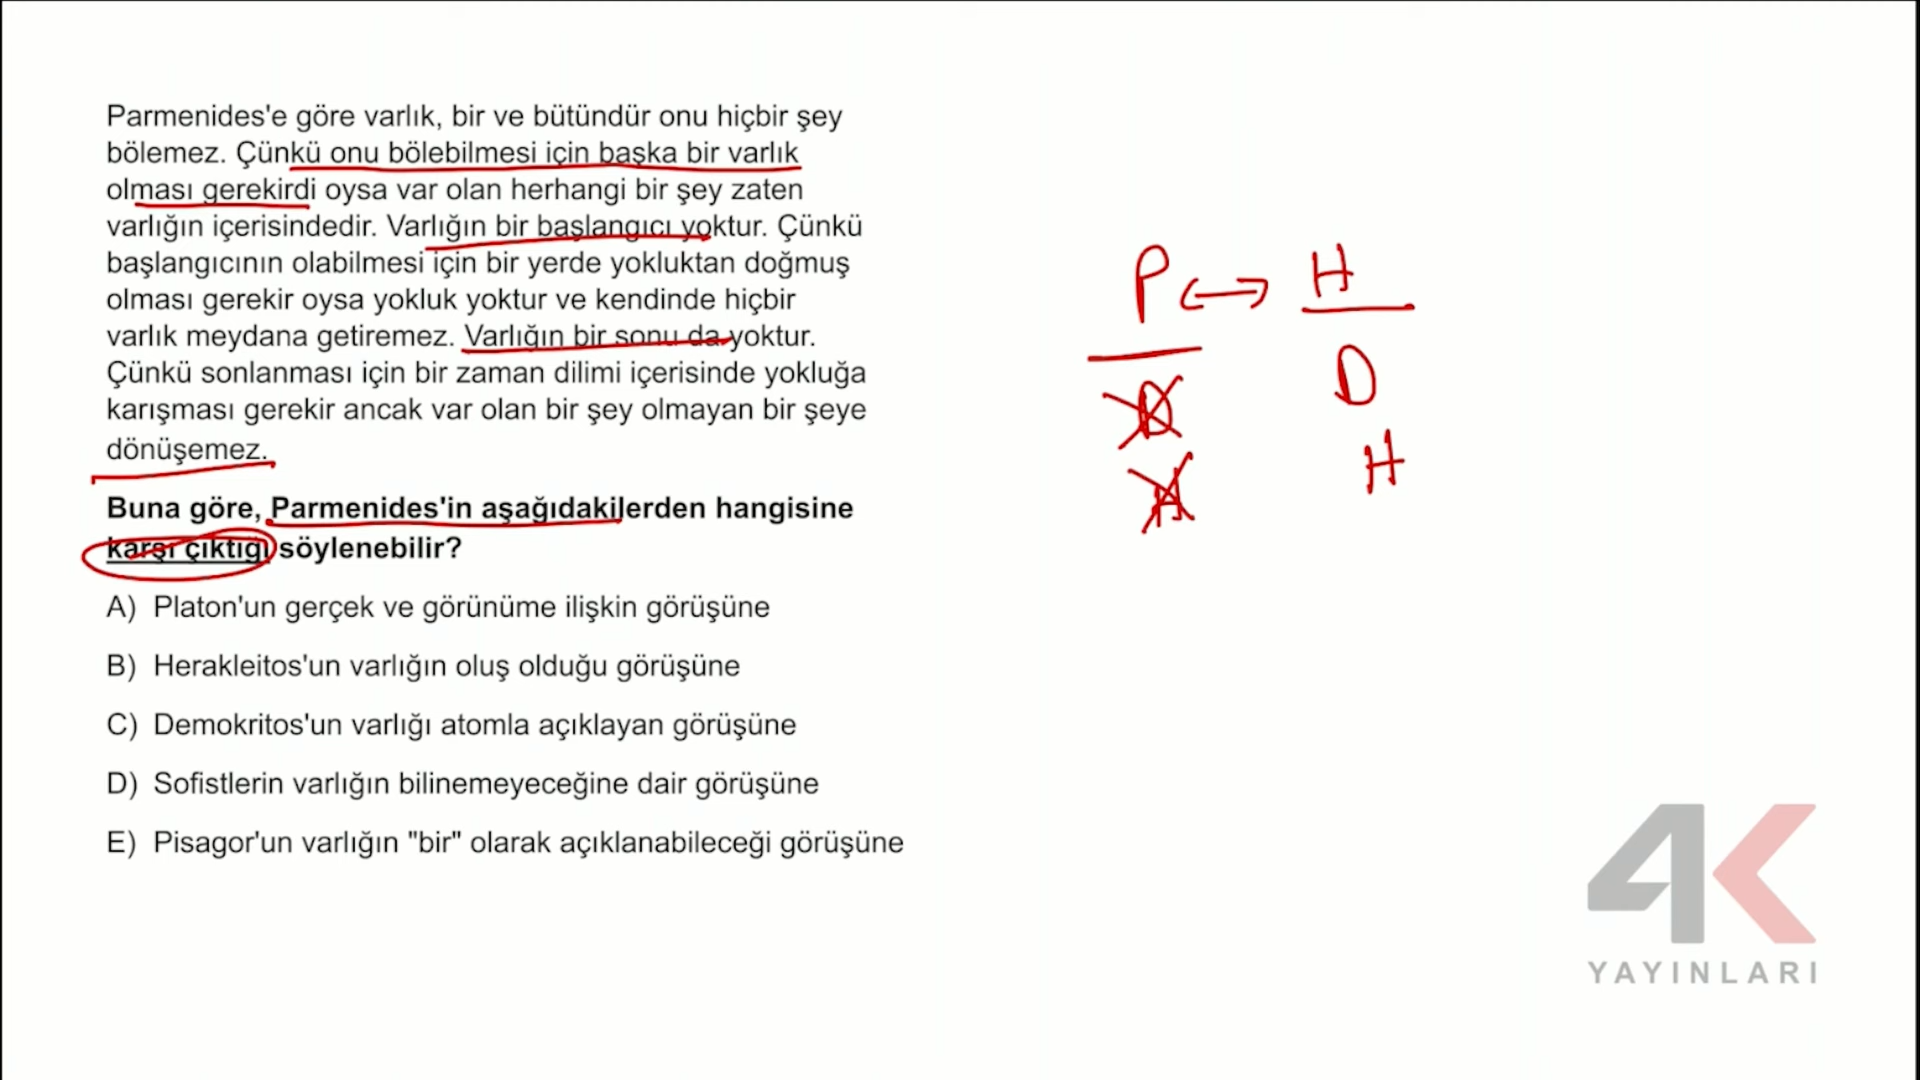 Parmenides'e göre varlık, bir ve bütündür onu hiçbir şey
bölemez. Çünkü onu bölebilmesi için başka bir varlık
olması gerekirdi oysa var olan herhangi bir şey zaten
varlığın içerisindedir. Varlığın bir başlangıcı yoktur. Çünkü
başlangıcının olabilmesi için bir yerde yokluktan doğmuş
olması gerekir oysa yokluk yoktur ve kendinde hiçbir
varlık meydana getiremez. Varlığın bir sonu da yoktur.
Çünkü sonlanması için bir zaman dilimi içerisinde yokluğa
karışması gerekir ancak var olan bir şey olmayan bir şeye
dönüşemez.
Buna göre, Parmenides'in aşağıdakilerden hangisine
karşı çıktığı söylenebilir?
A) Platon'un gerçek ve görünüme ilişkin görüşüne
B) Herakleitos'un varlığın oluş olduğu görüşüne
C) Demokritos'un varlığı atomla açıklayan görüşüne
D) Sofistlerin varlığın bilinemeyeceğine dair görüşüne
E) Pisagor'un varlığın "bir" olarak açıklanabileceği görüşüne
P ↔ H
D D
H H
4K
YAYINLARI